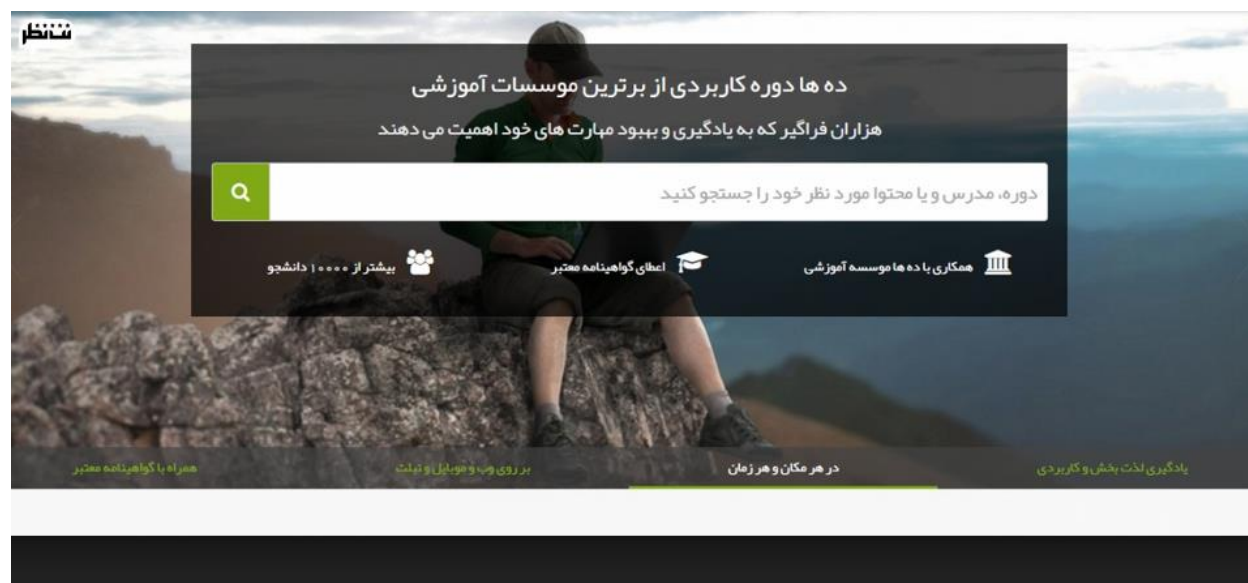 نت‌نظر
ده ها دوره کاربردی از برترین موسسات آموزشی
هزاران فراگیر که به یادگیری و بهبود مهارت های خود اهمیت می دهند
دوره، مدرس و یا محتوا مورد نظر خود را جستجو کنید
همکاری با ده ها موسسه آموزشی
اعطای گواهینامه معتبر
بیشتر از ۱۰۰۰۰ دانشجو
یادگیری لذت بخش و کاربردی
در هر مکان و هر زمان
بر روی وب و موبایل و تبلت
همراه با گواهینامه معتبر